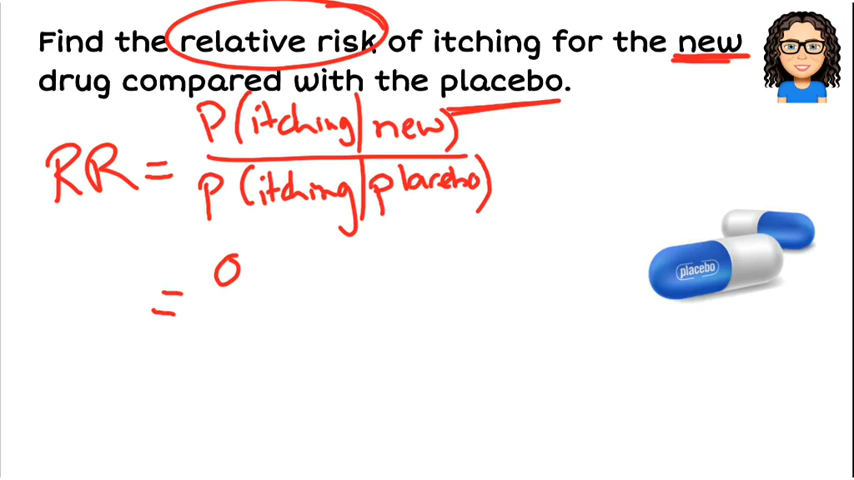 Find the relative risk of itching for the new
drug compared with the placebo.
RR = P(itching|new)
P(itching|placebo)
= 0
placebo